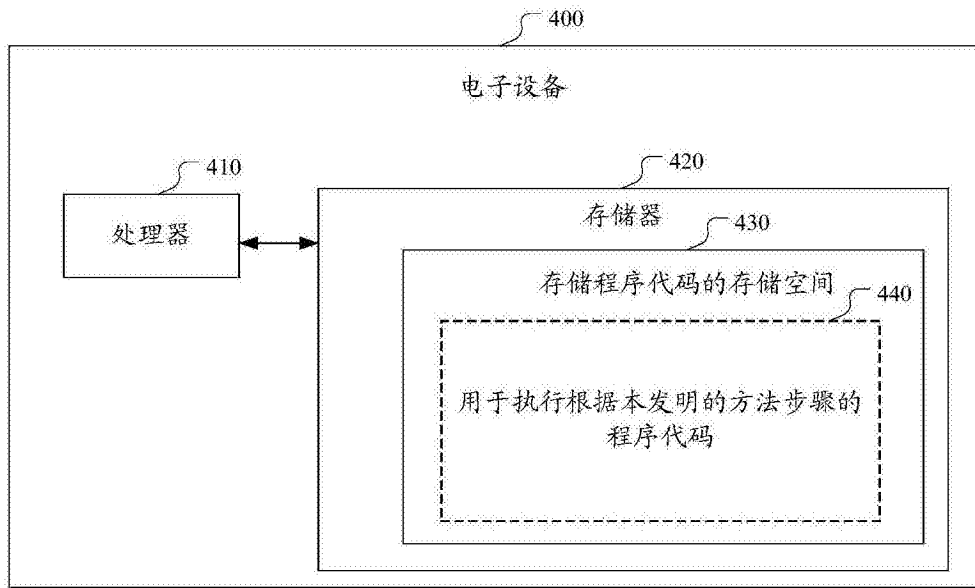 400
电子设备
410
处理器
420
存储器
430
存储程序代码的存储空间
440
用于执行根据本发明的方法步骤的
程序代码